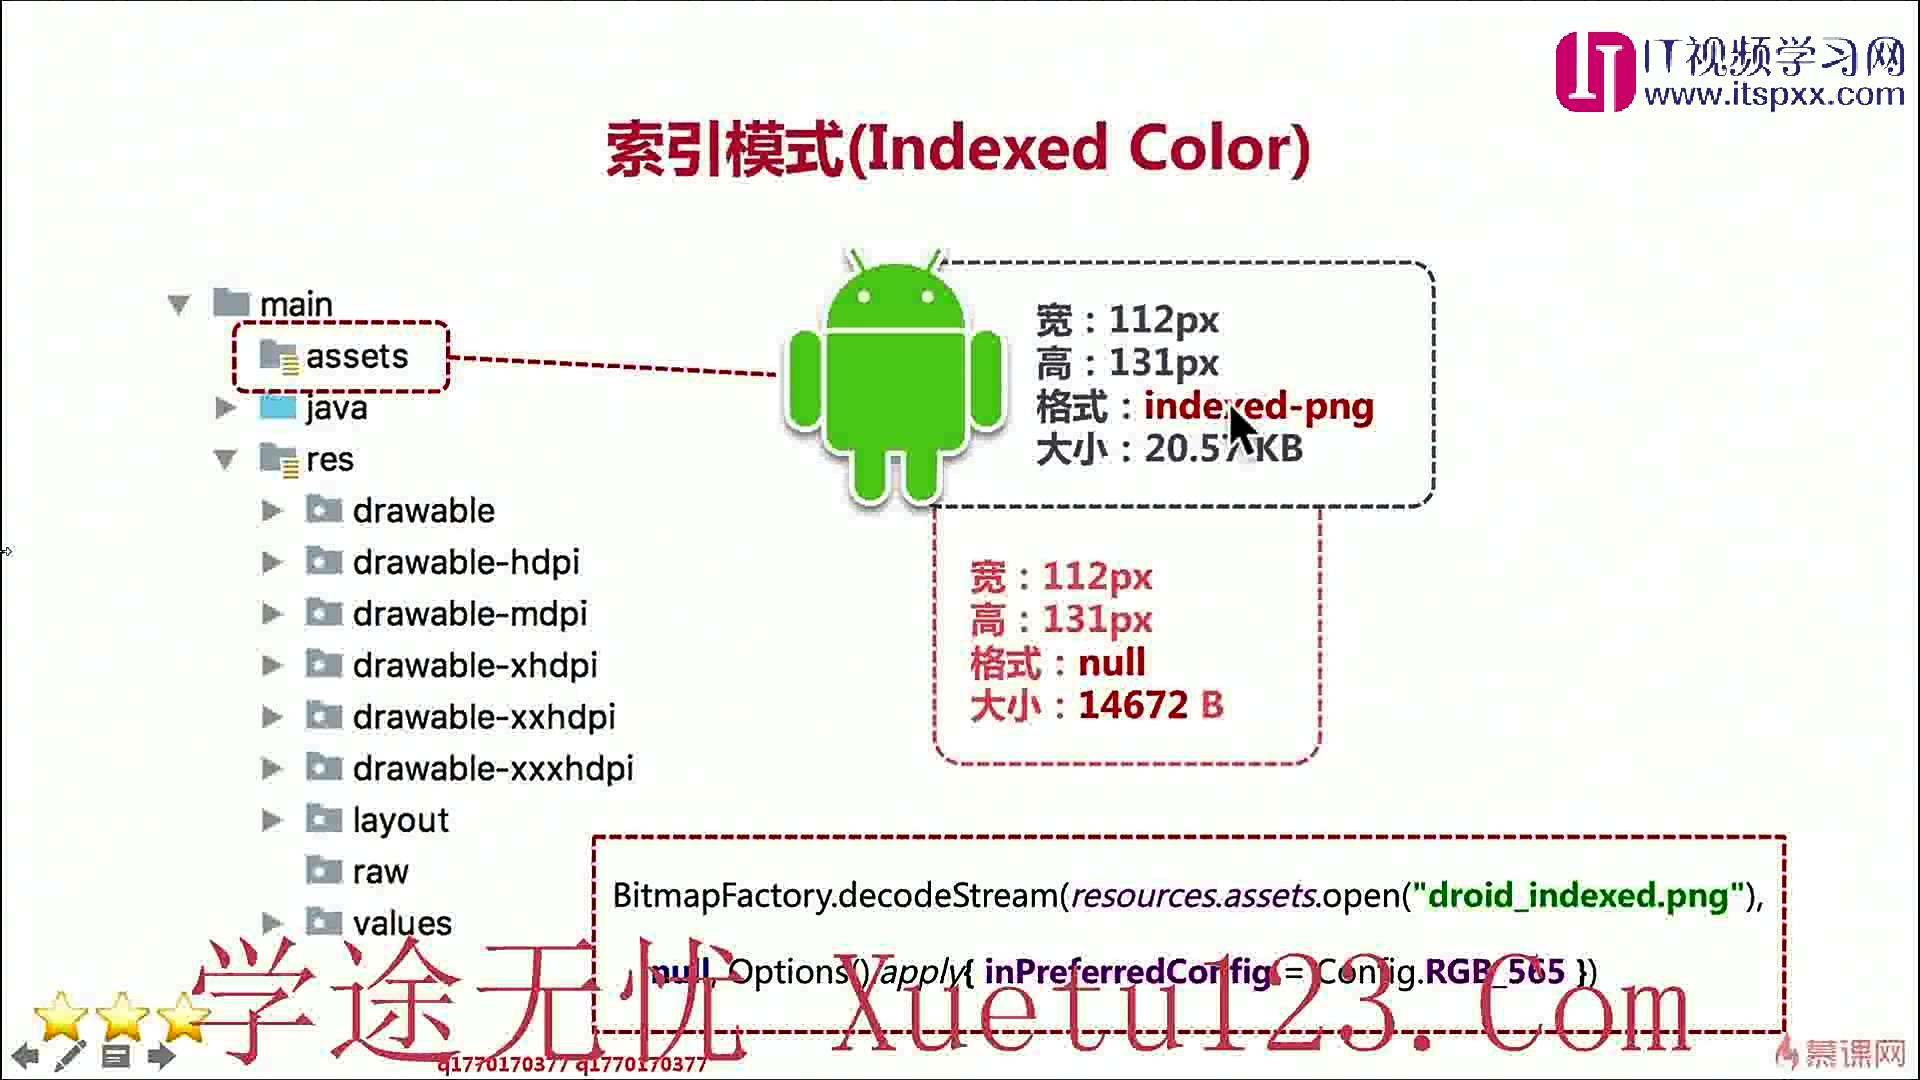 IT视频学习网
www.itspxx.com
索引模式(Indexed Color)
main
assets
java
res
drawable
drawable-hdpi
drawable-mdpi
drawable-xhdpi
drawable-xxhdpi
drawable-xxxhdpi
layout
raw
values
宽：112px
高：131px
格式：indexed-png
大小：20.57 KB
宽：112px
高：131px
格式：null
大小：14672 B
BitmapFactory.decodeStream(resources.assets.open("droid_indexed.png"),
null, Options().apply{ inPreferredConfig = Config.RGB_565 })
学途无忧 Xuetu123.Com
q1770170377 q1770170377
慕课网